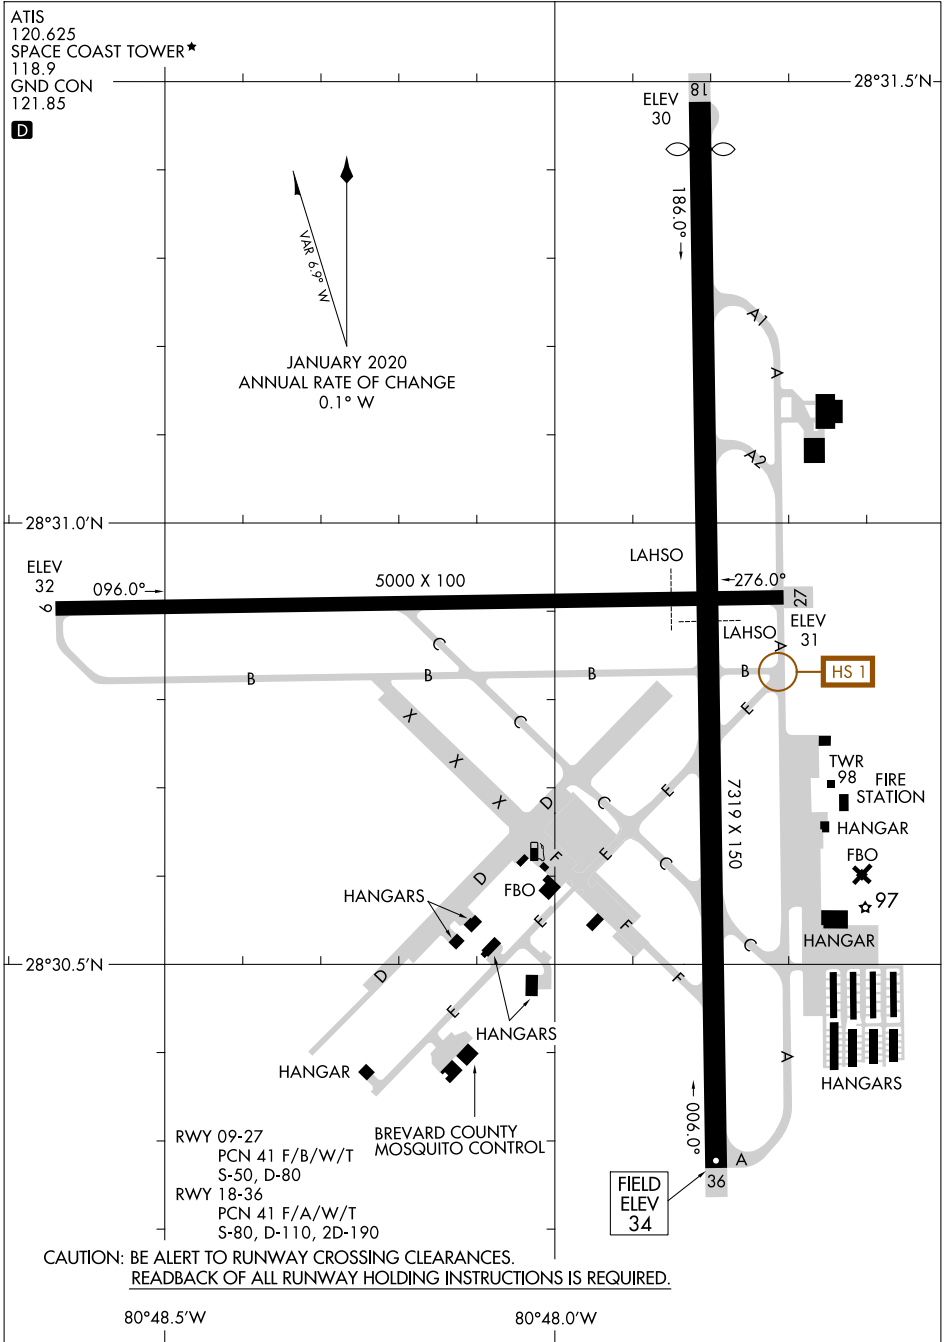 ATIS
120.625
SPACE COAST TOWER★
118.9
GND CON
121.85
D
28°31.5'N
18
ELEV
30
186.0°
VAR 6.9° W
JANUARY 2020
ANNUAL RATE OF CHANGE
0.1° W
A1
A
A2
28°31.0'N
LAHSO
ELEV
32
096.0°
5000 X 100
276.0°
9
27
ELEV
31
LAHSO
A
C
B
B
B
B
HS 1
E
X
C
X
E
7319 X 150
TWR
98
FIRE
STATION
X
D
C
HANGAR
F
E
C
FBO
D
FBO
HANGARS
97
E
F
C
HANGAR
28°30.5'N
D
F
E
HANGARS
A
HANGAR
HANGARS
006.0°
BREVARD COUNTY
MOSQUITO CONTROL
A
36
RWY 09-27
PCN 41 F/B/W/T
S-50, D-80
RWY 18-36
PCN 41 F/A/W/T
S-80, D-110, 2D-190
FIELD
ELEV
34
CAUTION: BE ALERT TO RUNWAY CROSSING CLEARANCES.
READBACK OF ALL RUNWAY HOLDING INSTRUCTIONS IS REQUIRED.
80°48.5'W
80°48.0'W